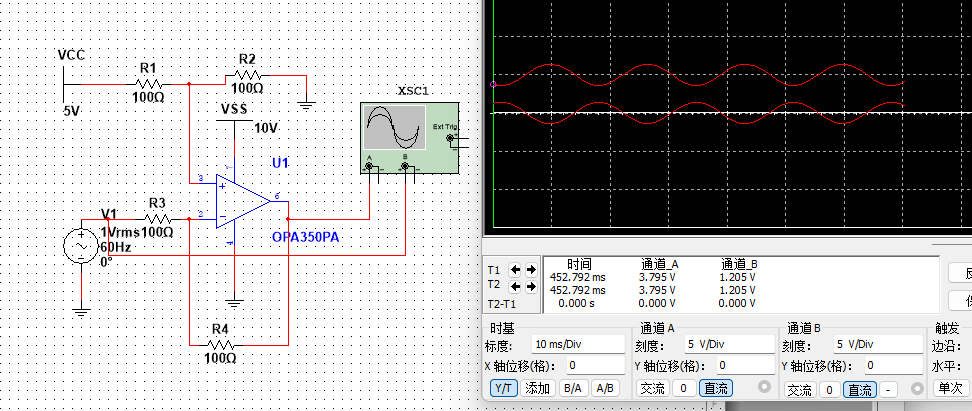 VCC
R1
R2
100Ω
100Ω
5V
VSS
10V
XSC1
Ext Trig
+
-
A
B
+ - + -
U1
7
3
+
6
2
-
4
OPA350PA
V1
R3
1Vrms 100Ω
60Hz
0°
R4
100Ω
时间 通道_A 通道_B
T1 452.792 ms 3.795 V 1.205 V
T2 452.792 ms 3.795 V 1.205 V
T2-T1 0.000 s 0.000 V 0.000 V
时基 通道 A 通道 B 触发
标度: 10 ms/Div 刻度: 5 V/Div 刻度: 5 V/Div 边沿:
X 轴位移(格): 0 Y 轴位移(格): 0 Y 轴位移(格): 0 水平:
Y/T 添加 B/A A/B 交流 0 直流 交流 0 直流 - 单次